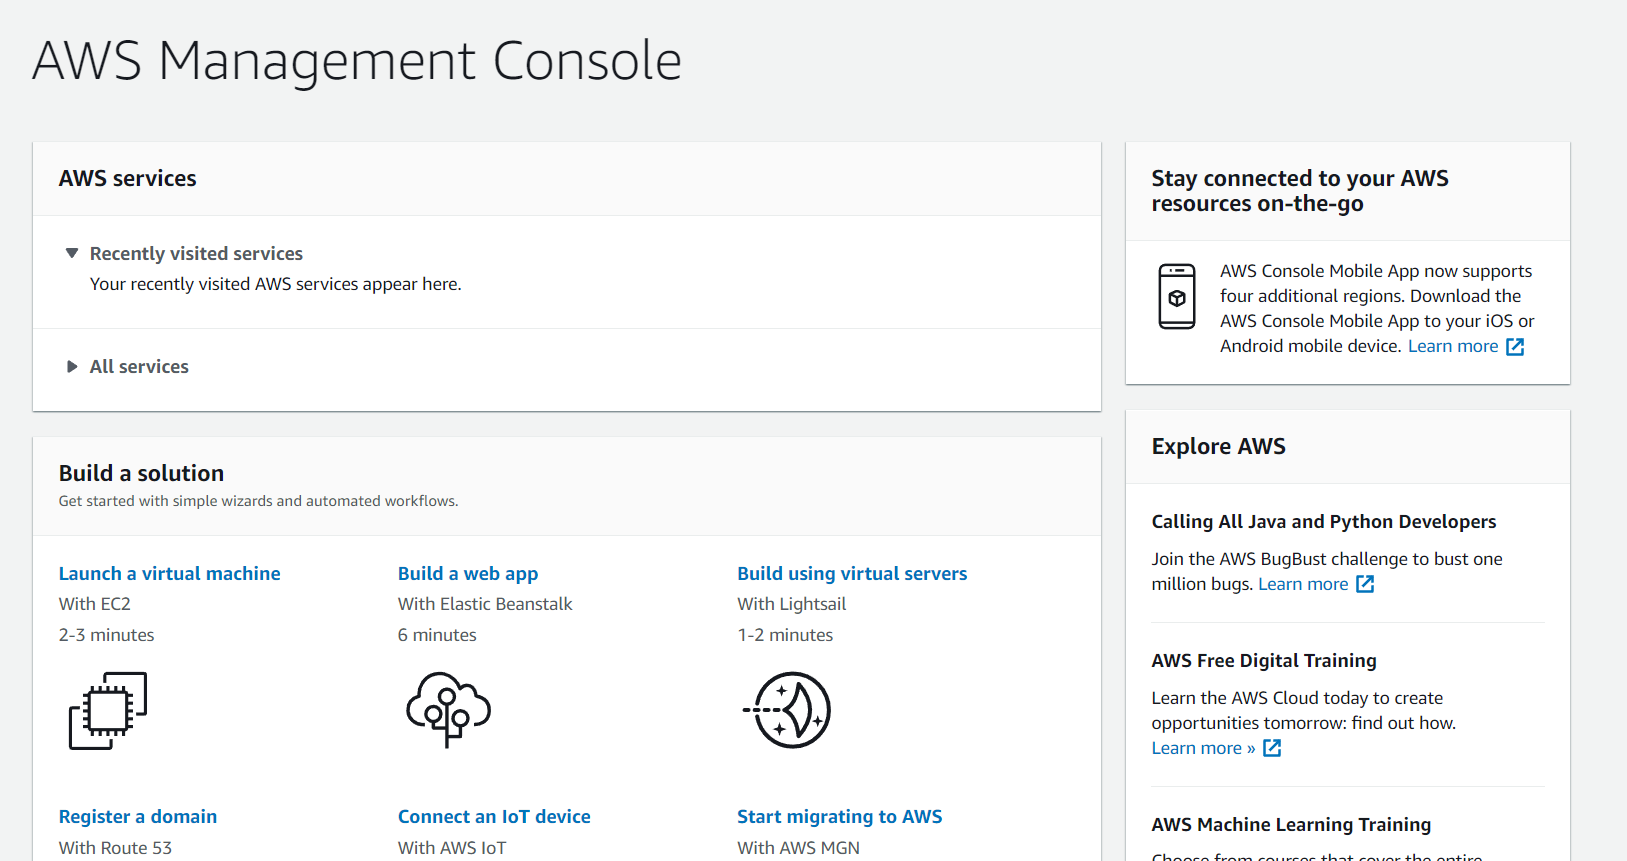 AWS Management Console
AWS services
Recently visited services
Your recently visited AWS services appear here.
All services
Build a solution
Get started with simple wizards and automated workflows.
Launch a virtual machine
With EC2
2-3 minutes
Build a web app
With Elastic Beanstalk
6 minutes
Build using virtual servers
With Lightsail
1-2 minutes
Register a domain
With Route 53
Connect an IoT device
With AWS IoT
Start migrating to AWS
With AWS MGN
Stay connected to your AWS
resources on-the-go
AWS Console Mobile App now supports
four additional regions. Download the
AWS Console Mobile App to your iOS or
Android mobile device. Learn more
Explore AWS
Calling All Java and Python Developers
Join the AWS BugBust challenge to bust one
million bugs. Learn more
AWS Free Digital Training
Learn the AWS Cloud today to create
opportunities tomorrow: find out how.
Learn more »
AWS Machine Learning Training
Choose from courses that cover the entire